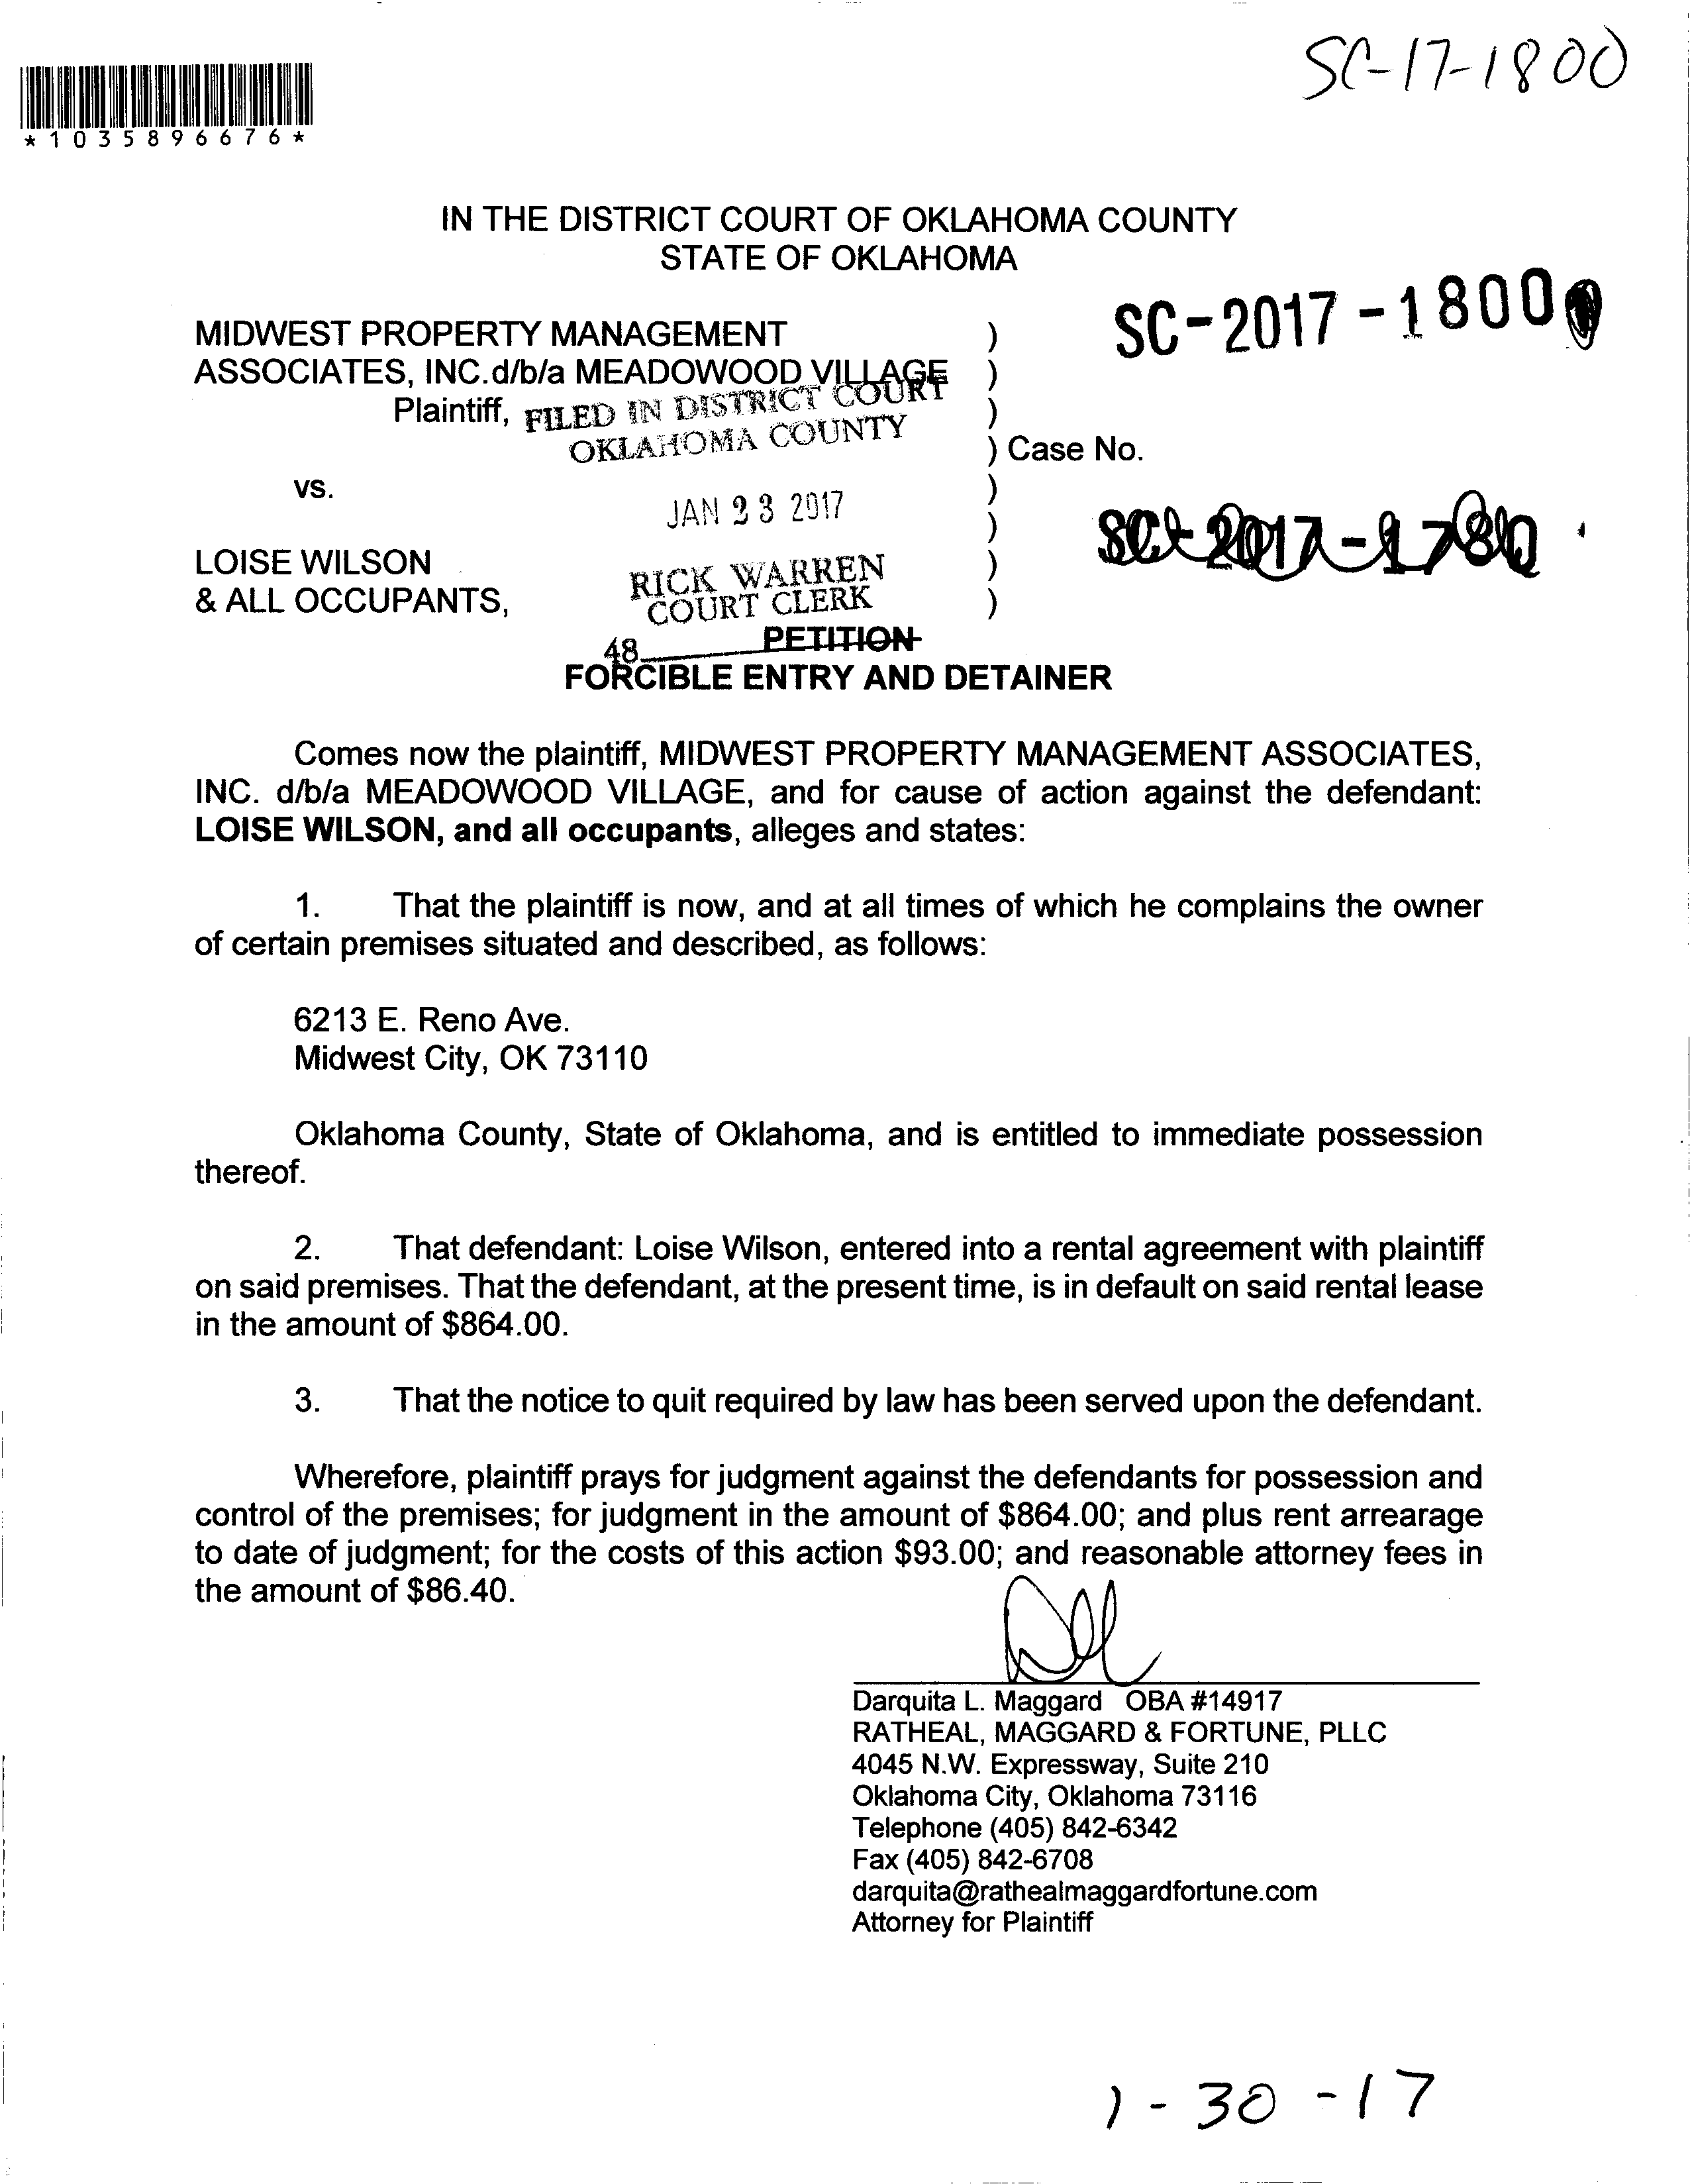 SC-17-1800
*1035896676*
IN THE DISTRICT COURT OF OKLAHOMA COUNTY
STATE OF OKLAHOMA
SC-2017-1800
MIDWEST PROPERTY MANAGEMENT )
ASSOCIATES, INC.d/b/a MEADOWOOD VILLAGE )
Plaintiff, )
FILED IN DISTRICT COURT
OKLAHOMA COUNTY
) Case No.
vs. )
JAN 23 2017
)
LOISE WILSON )
& ALL OCCUPANTS, )
RICK WARREN
COURT CLERK
48
PETITION
FORCIBLE ENTRY AND DETAINER
Comes now the plaintiff, MIDWEST PROPERTY MANAGEMENT ASSOCIATES,
INC. d/b/a MEADOWOOD VILLAGE, and for cause of action against the defendant:
LOISE WILSON, and all occupants, alleges and states:
1. That the plaintiff is now, and at all times of which he complains the owner
of certain premises situated and described, as follows:
6213 E. Reno Ave.
Midwest City, OK 73110
Oklahoma County, State of Oklahoma, and is entitled to immediate possession
thereof.
2. That defendant: Loise Wilson, entered into a rental agreement with plaintiff
on said premises. That the defendant, at the present time, is in default on said rental lease
in the amount of $864.00.
3. That the notice to quit required by law has been served upon the defendant.
Wherefore, plaintiff prays for judgment against the defendants for possession and
control of the premises; for judgment in the amount of $864.00; and plus rent arrearage
to date of judgment; for the costs of this action $93.00; and reasonable attorney fees in
the amount of $86.40.
Darquita L. Maggard OBA #14917
RATHEAL, MAGGARD & FORTUNE, PLLC
4045 N.W. Expressway, Suite 210
Oklahoma City, Oklahoma 73116
Telephone (405) 842-6342
Fax (405) 842-6708
darquita@rathealmaggardfortune.com
Attorney for Plaintiff
1-30-17